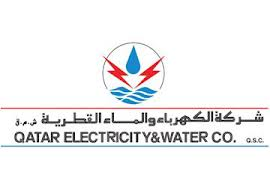 شركة الكهرباء والماء القطرية ش.م.ق
QATAR ELECTRICITY&WATER CO. Q.S.C.